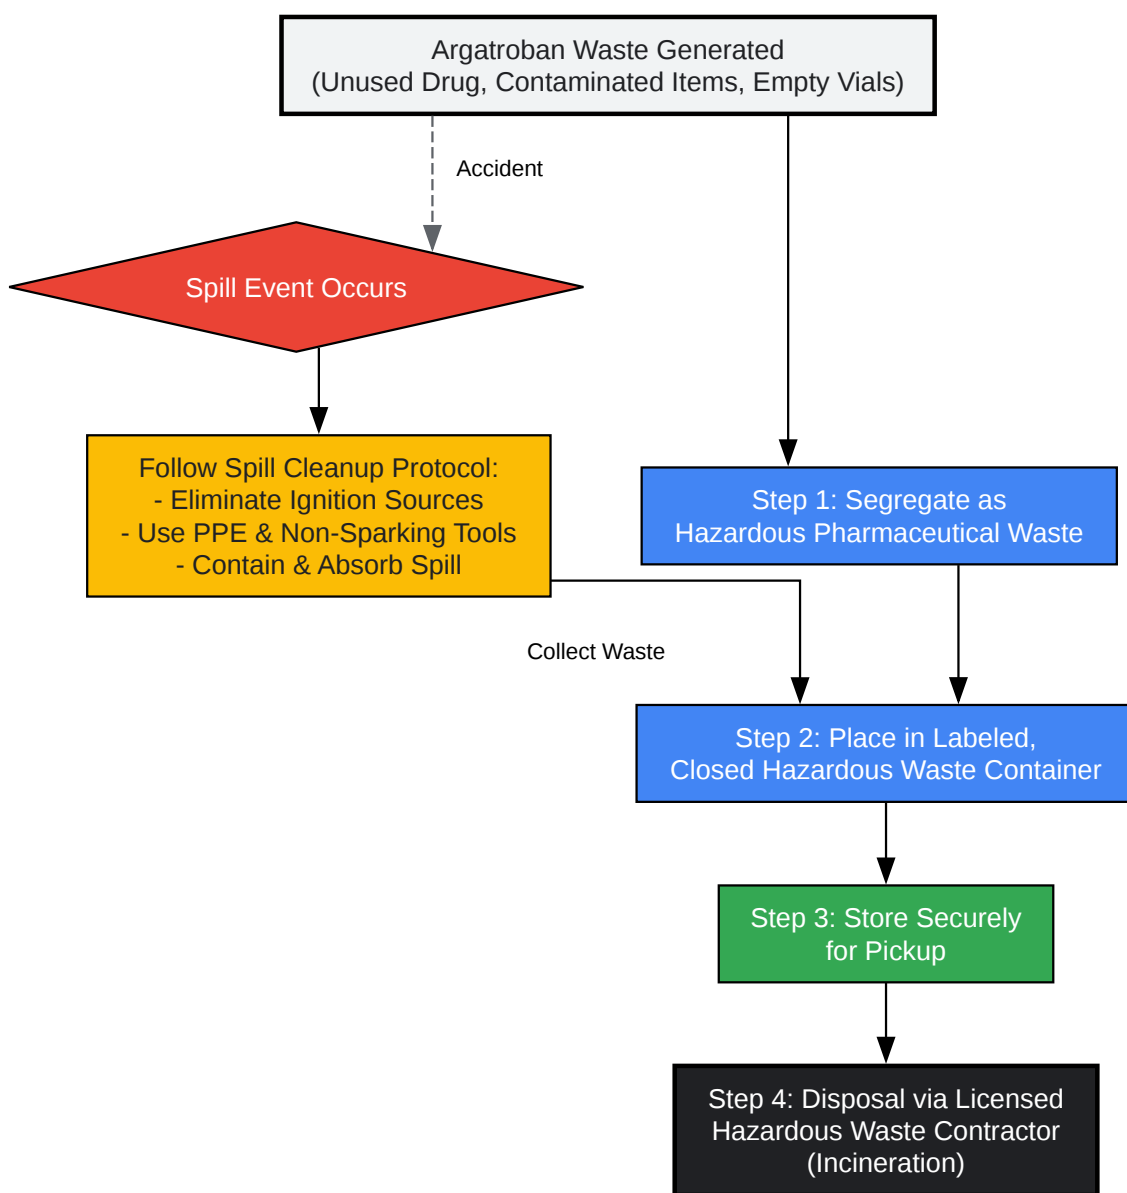 Argatroban Waste Generated
(Unused Drug, Contaminated Items, Empty Vials)
Accident
Spill Event Occurs
Follow Spill Cleanup Protocol:
- Eliminate Ignition Sources
- Use PPE & Non-Sparking Tools
- Contain & Absorb Spill
Step 1: Segregate as
Hazardous Pharmaceutical Waste
Collect Waste
Step 2: Place in Labeled,
Closed Hazardous Waste Container
Step 3: Store Securely
for Pickup
Step 4: Disposal via Licensed
Hazardous Waste Contractor
(Incineration)